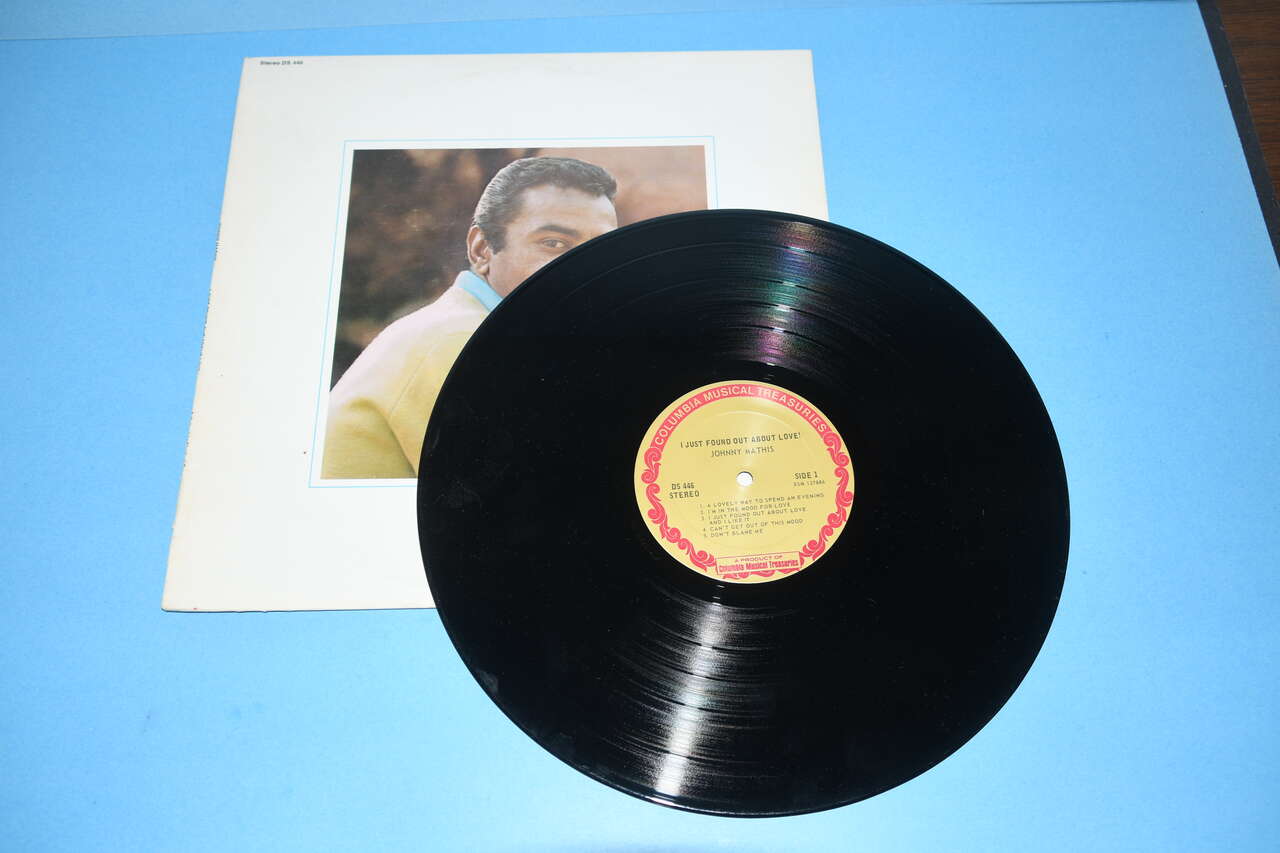 Stereo DS 446
COLUMBIA MUSICAL TREASURIES
I JUST FOUND OUT ABOUT LOVE!
JOHNNY MATHIS
DS 446
STEREO
SIDE 1
1. A LOVELY WAY TO SPEND AN EVENING
2. I'M IN THE MOOD FOR LOVE
3. I JUST FOUND OUT ABOUT LOVE
AND I LIKE IT
4. CAN'T GET OUT OF THIS MOOD
5. DON'T BLAME ME
A PRODUCT OF
Columbia Musical Treasuries